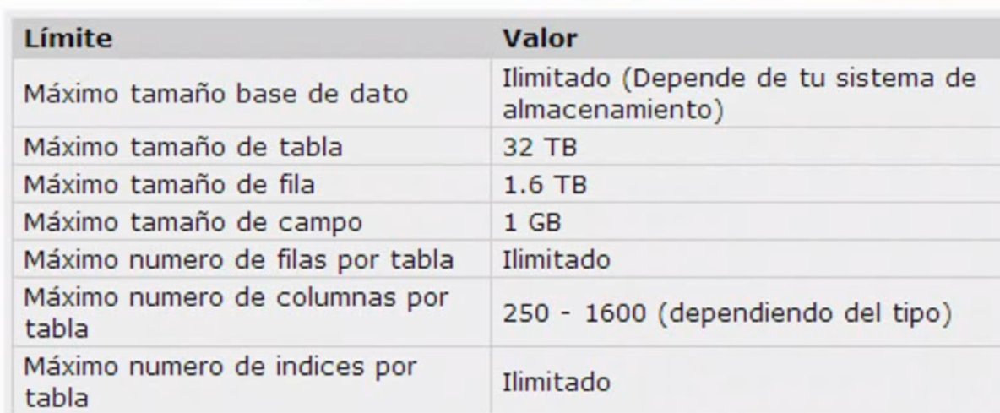 Límite Valor
Máximo tamaño base de dato Ilimitado (Depende de tu sistema de
almacenamiento)
Máximo tamaño de tabla 32 TB
Máximo tamaño de fila 1.6 TB
Máximo tamaño de campo 1 GB
Máximo numero de filas por tabla Ilimitado
Máximo numero de columnas por
tabla 250 - 1600 (dependiendo del tipo)
Máximo numero de indices por
tabla Ilimitado